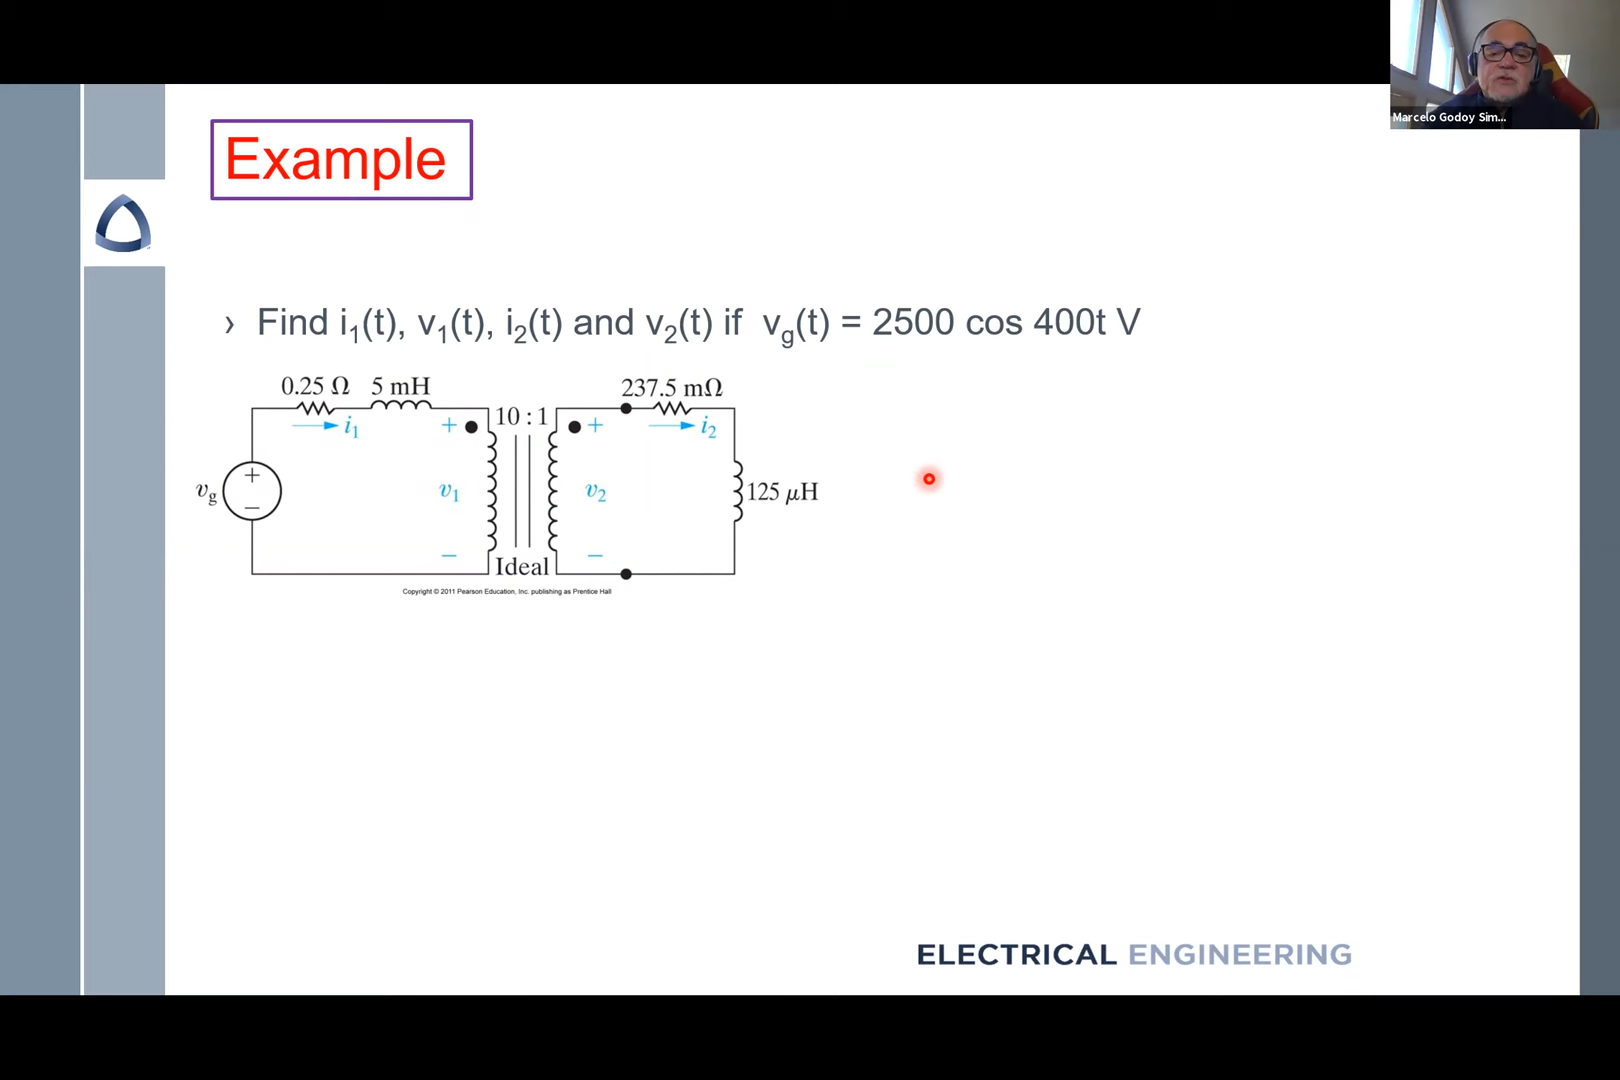 Marcelo Godoy Sim...
Example
› Find i₁(t), v₁(t), i₂(t) and v₂(t) if v_g(t) = 2500 cos 400t V
0.25 Ω 5 mH 237.5 mΩ
10 : 1
i₁ + + i₂
v_g + − v₁ v₂ 125 μH
− −
Ideal
Copyright © 2011 Pearson Education, Inc. publishing as Prentice Hall
ELECTRICAL ENGINEERING